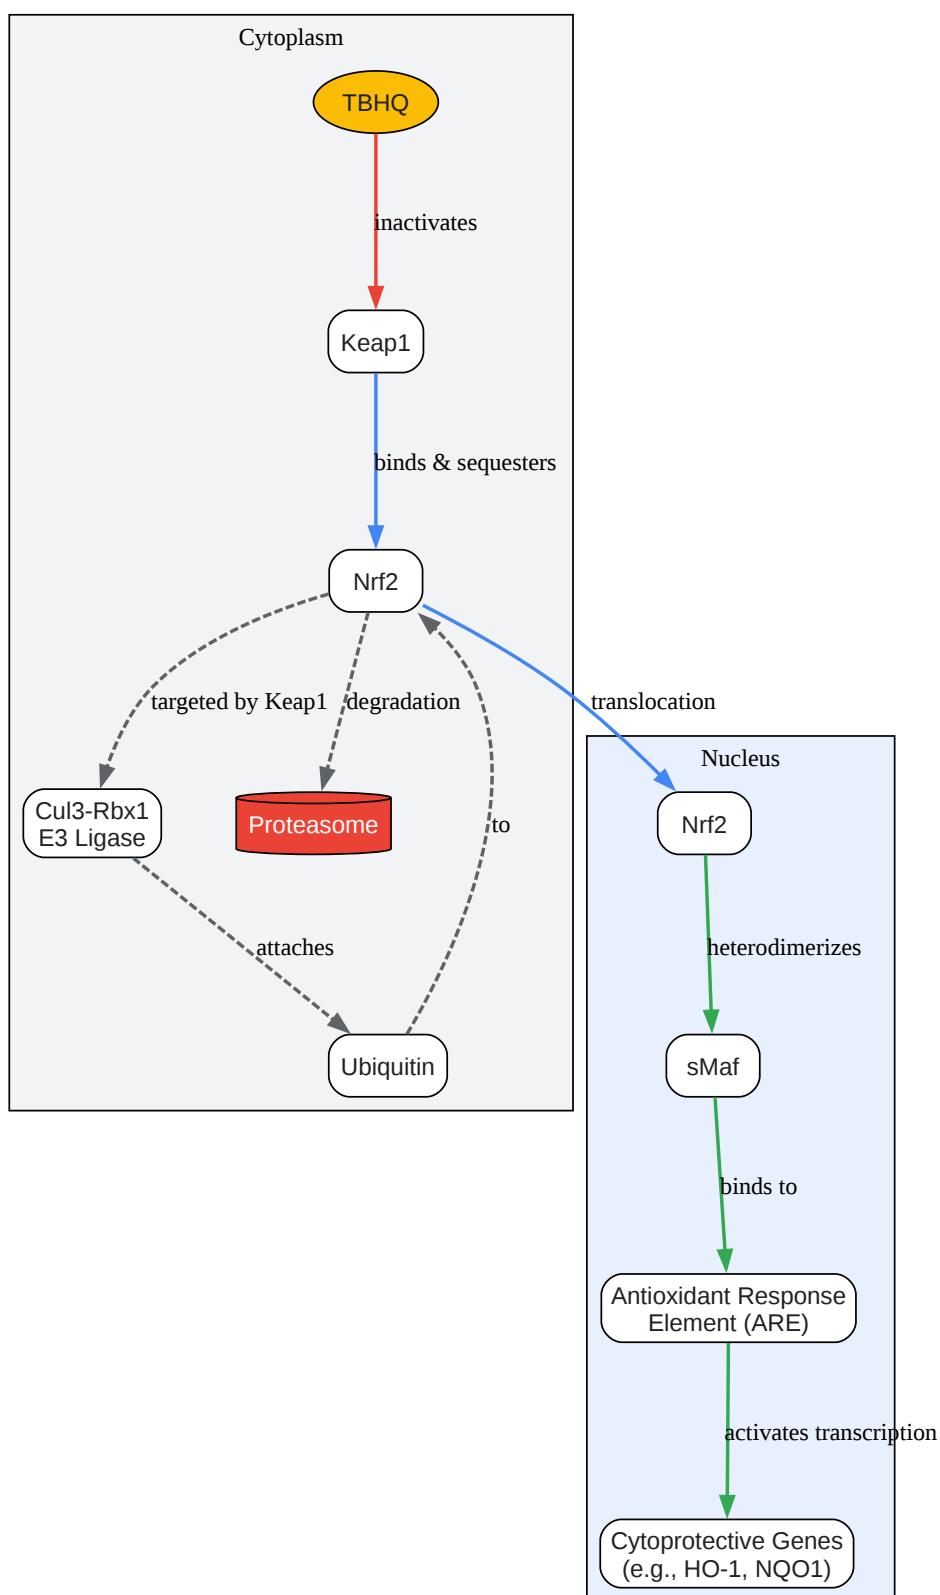 Cytoplasm
TBHQ
inactivates
Keap1
binds & sequesters
Nrf2
targeted by Keap1
degradation
translocation
Nucleus
Cul3-Rbx1
E3 Ligase
Proteasome
to
Nrf2
attaches
heterodimerizes
Ubiquitin
sMaf
binds to
Antioxidant Response
Element (ARE)
activates transcription
Cytoprotective Genes
(e.g., HO-1, NQO1)